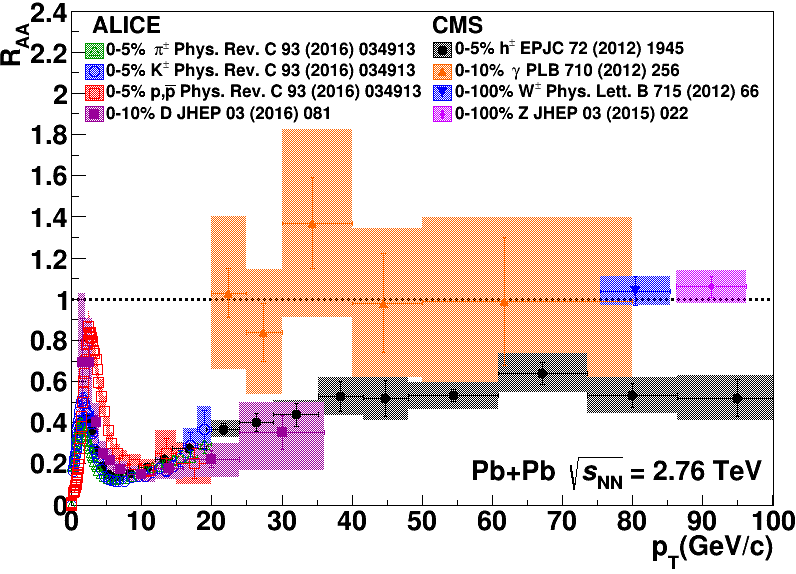 R_AA
2.4
2.2
2
1.8
1.6
1.4
1.2
1
0.8
0.6
0.4
0.2
0
ALICE
0-5% π± Phys. Rev. C 93 (2016) 034913
0-5% K± Phys. Rev. C 93 (2016) 034913
0-5% p,p̅ Phys. Rev. C 93 (2016) 034913
0-10% D JHEP 03 (2016) 081
CMS
0-5% h± EPJC 72 (2012) 1945
0-10% γ PLB 710 (2012) 256
0-100% W± Phys. Lett. B 715 (2012) 66
0-100% Z JHEP 03 (2015) 022
Pb+Pb √s_NN = 2.76 TeV
0 10 20 30 40 50 60 70 80 90 100
p_T(GeV/c)